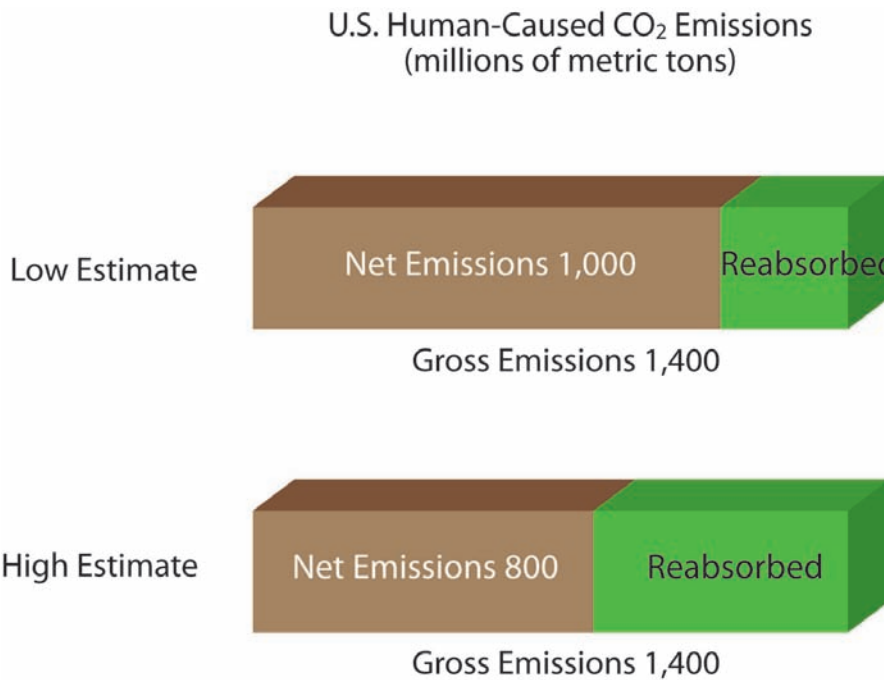 U.S. Human-Caused CO₂ Emissions
(millions of metric tons)
Low Estimate
Net Emissions 1,000
Reabsorbed
Gross Emissions 1,400
High Estimate
Net Emissions 800
Reabsorbed
Gross Emissions 1,400